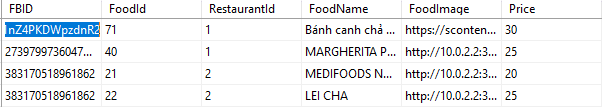 FBID FoodId RestaurantId FoodName FoodImage Price
nZ4PKDWpzdnR2 71 1 Bánh canh chả ... https://sconten... 30
2739799736047... 40 1 MARGHERITA P... http://10.0.2.2:3... 25
383170518961862 21 2 MEDIFOODS N... http://10.0.2.2:3... 20
383170518961862 22 2 LEI CHA http://10.0.2.2:3... 25